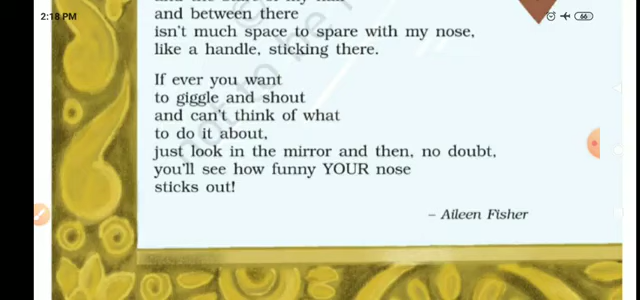 2:18 PM
66
and between there
isn't much space to spare with my nose,
like a handle, sticking there.
If ever you want
to giggle and shout
and can't think of what
to do it about,
just look in the mirror and then, no doubt,
you'll see how funny YOUR nose
sticks out!
– Aileen Fisher